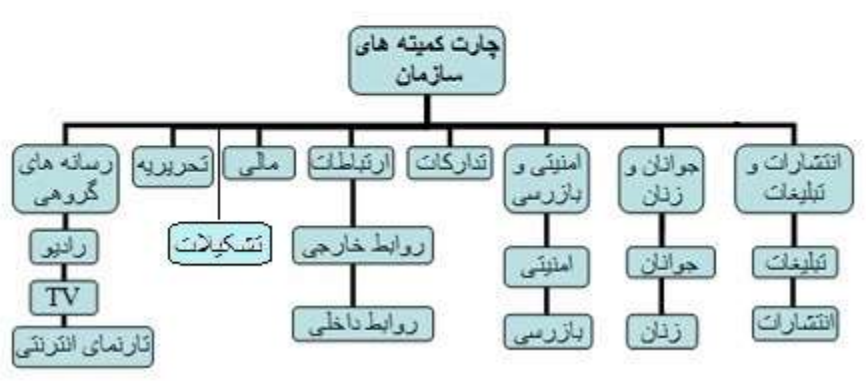 چارت کمیته های
سازمان
انتشارات و
تبلیغات
تبلیغات
انتشارات
جوانان و
زنان
جوانان
زنان
امنیتی و
بازرسی
امنیتی
بازرسی
تدارکات
ارتباطات
روابط خارجی
روابط داخلی
مالی
تشکیلات
تحریریه
رسانه های
گروهی
رادیو
TV
تارنمای انترنتی